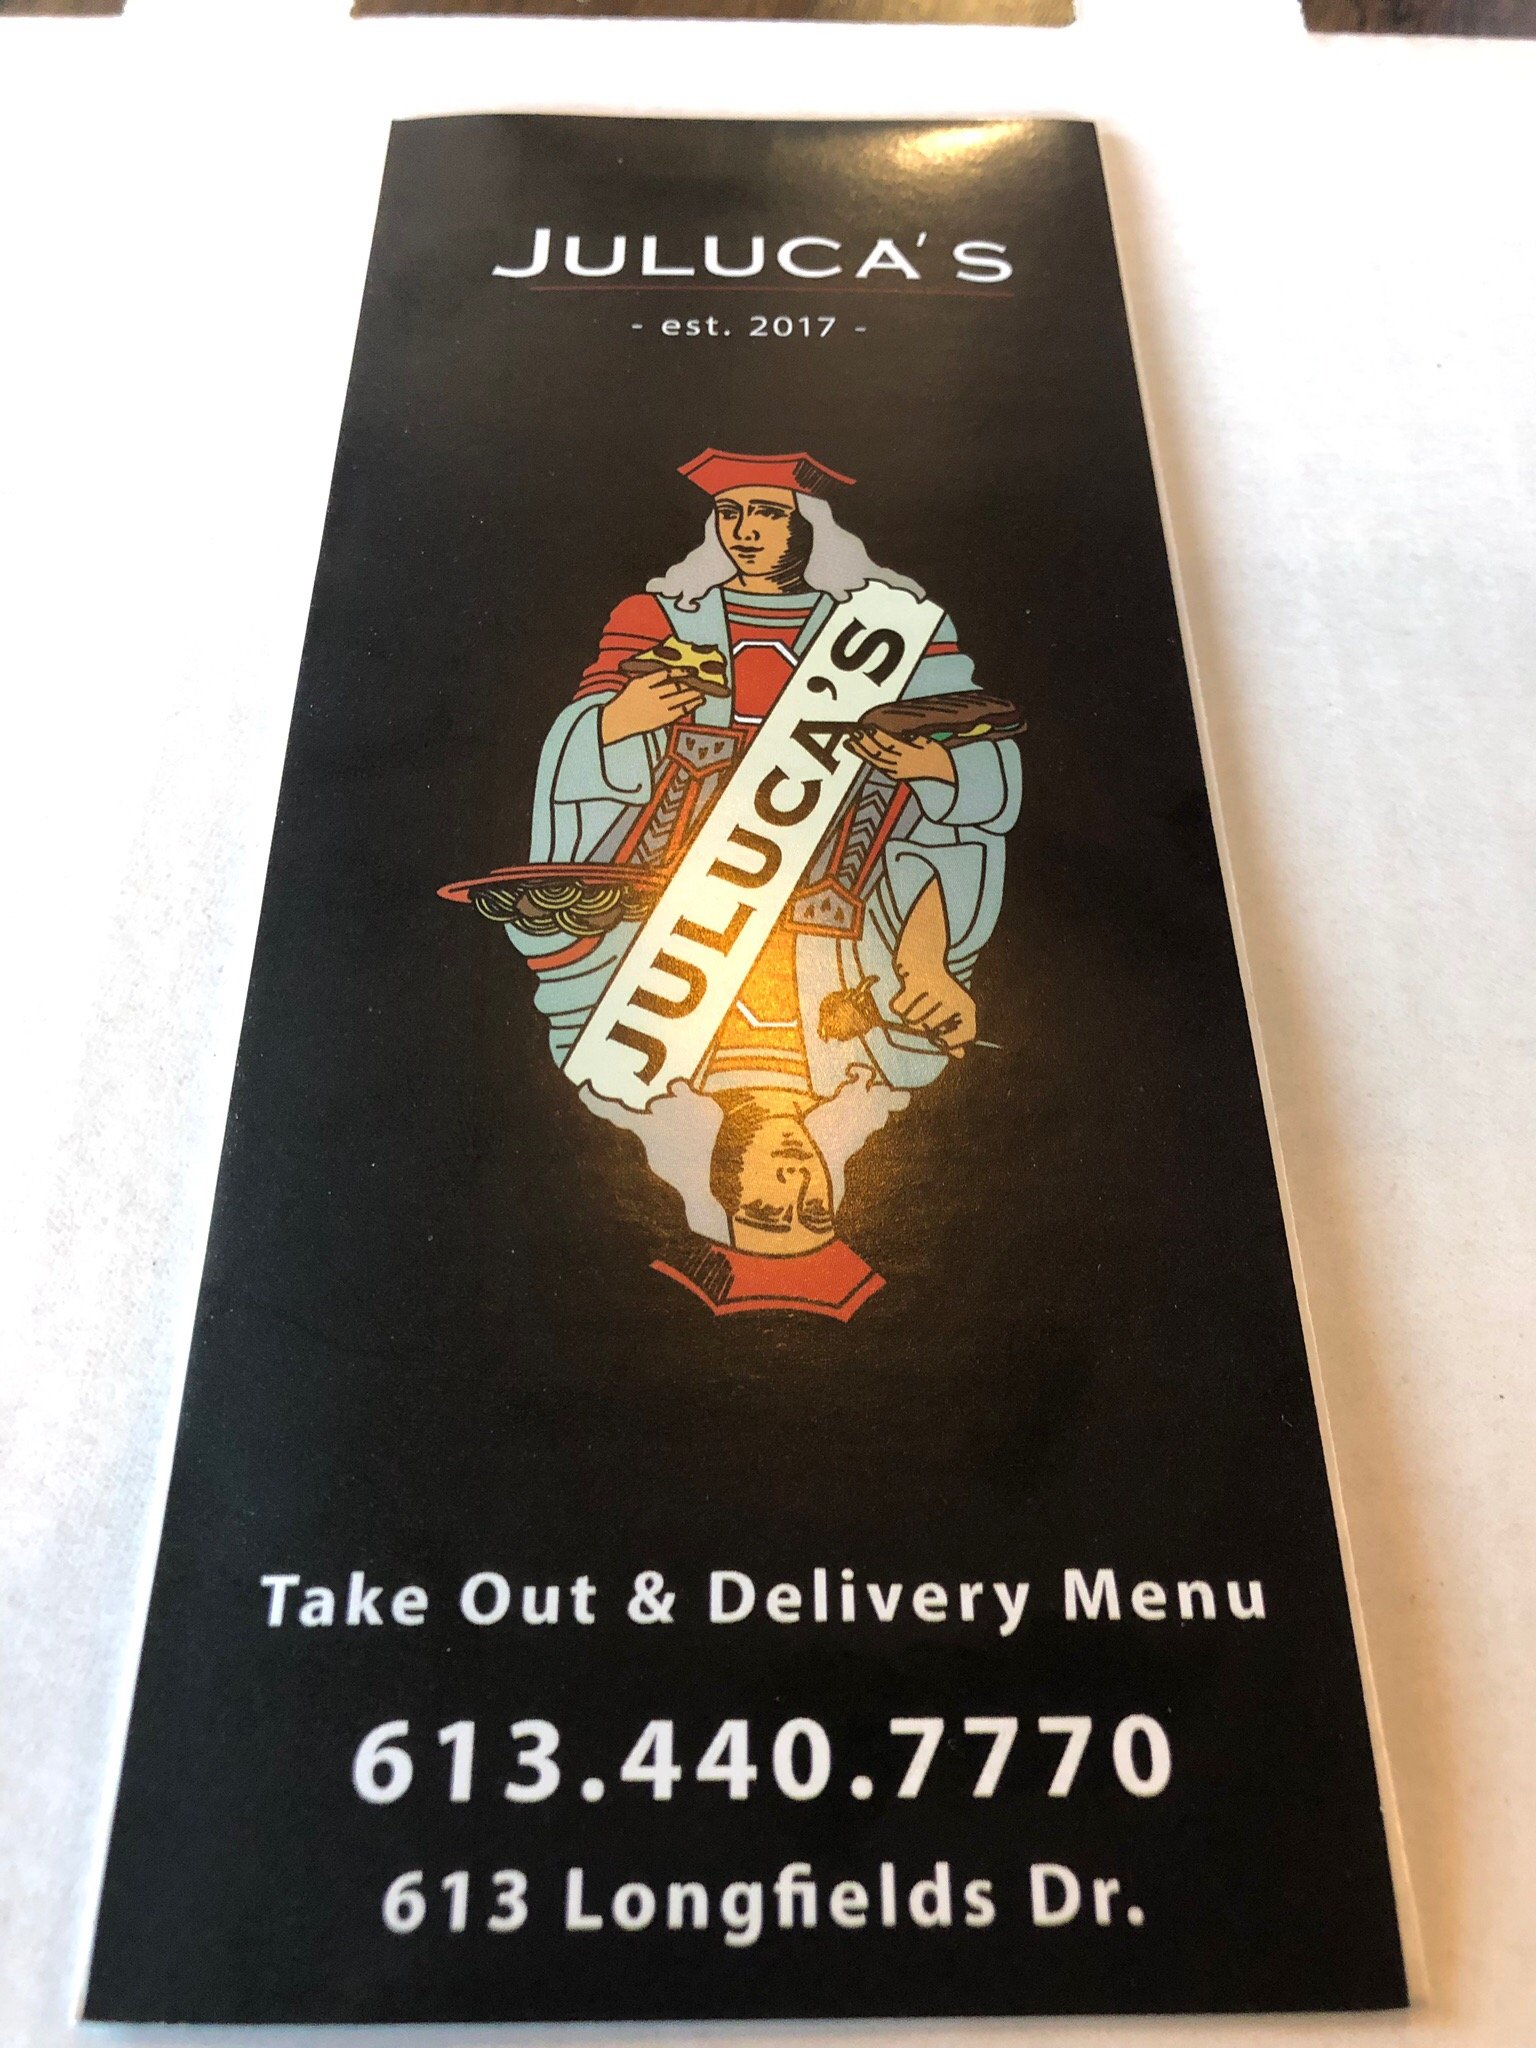 JULUCA'S
- est. 2017 -
JULUCA'S
Take Out & Delivery Menu
613.440.7770
613 Longfields Dr.